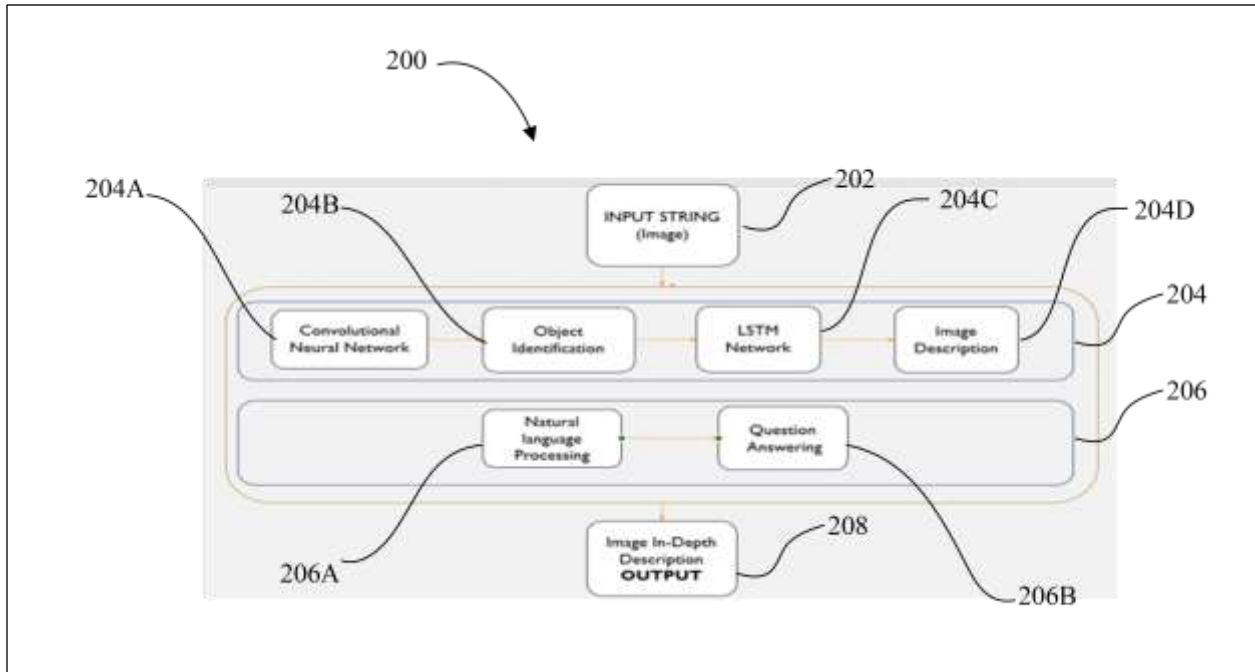 200
202
204A
204B
204C
204D
INPUT STRING
(Image)
204
Convolutional
Neural Network
Object
Identification
LSTM
Network
Image
Description
206
Natural
language
Processing
Question
Answering
208
Image In-Depth
Description
OUTPUT
206A
206B